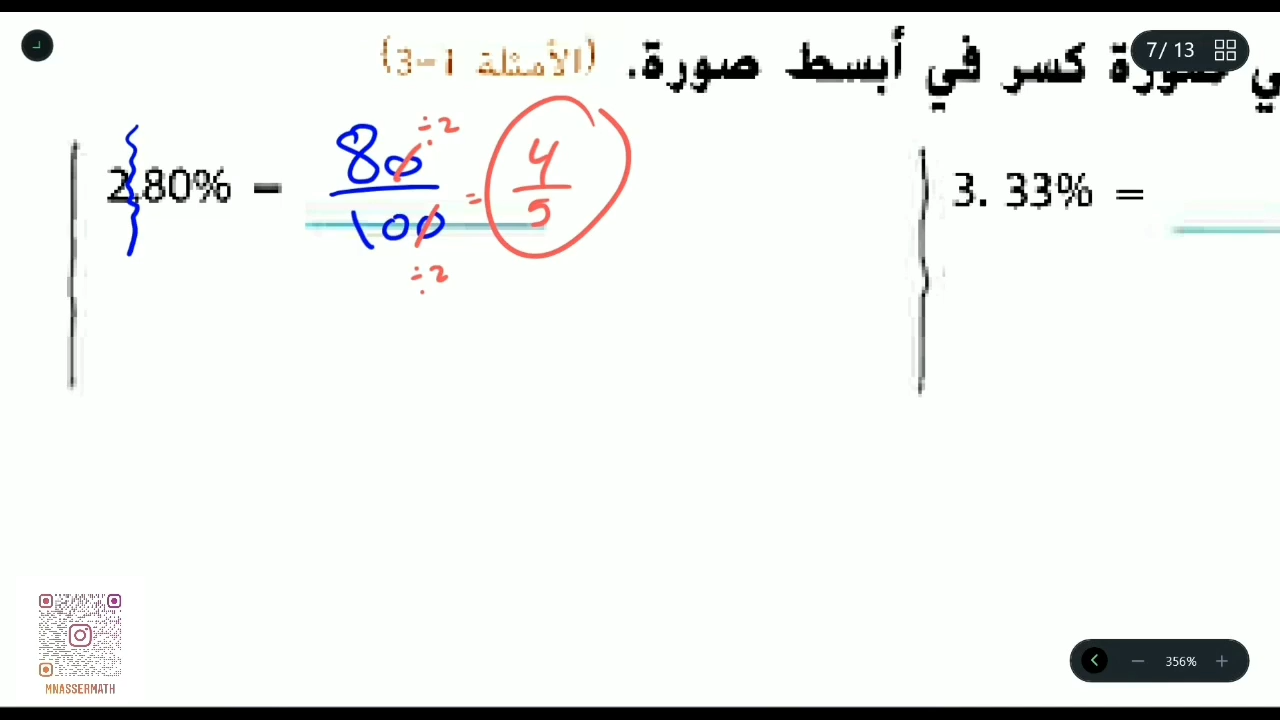 صورة كسر في أبسط صورة. (الأمثلة 1-3)
7/ 13
2. 80% = 80/100 = 4/5
÷2
÷2
3. 33% =
MNASSERMATH
356%